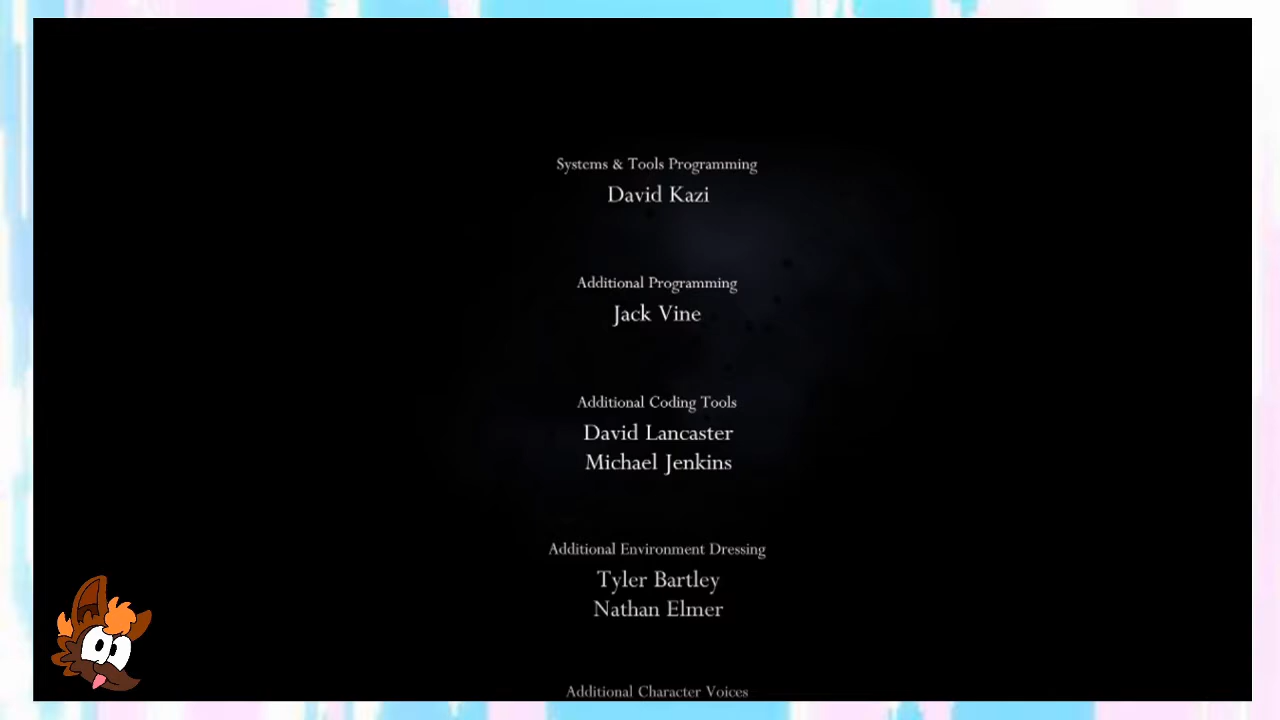 Systems & Tools Programming
David Kazi
Additional Programming
Jack Vine
Additional Coding Tools
David Lancaster
Michael Jenkins
Additional Environment Dressing
Tyler Bartley
Nathan Elmer
Additional Character Voices